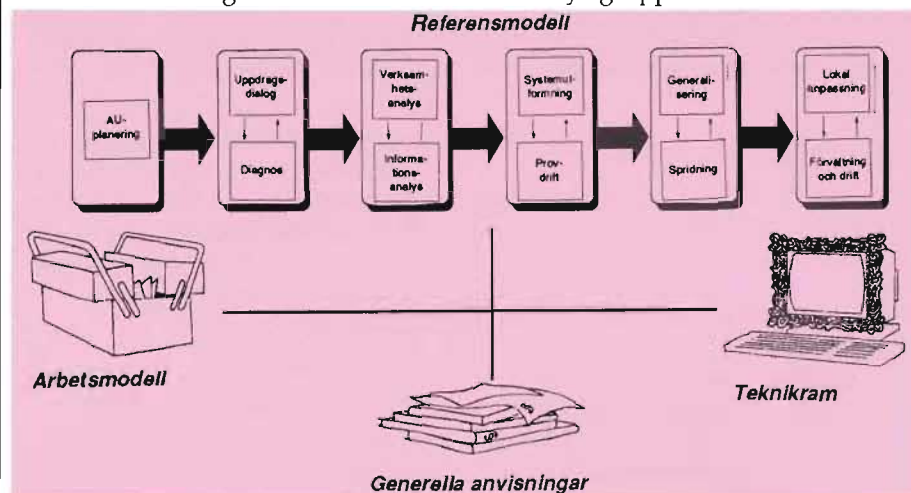 Referensmodell
AU-
planering
Uppdrags-
dialog
Diagnos
Verksam-
hets-
analys
Informa-
tions-
analys
Systemut-
formning
Prov-
drift
Generali-
sering
Spridning
Lokal
anpassning
Förvaltning
och drift
Arbetsmodell
Teknikram
Generella anvisningar